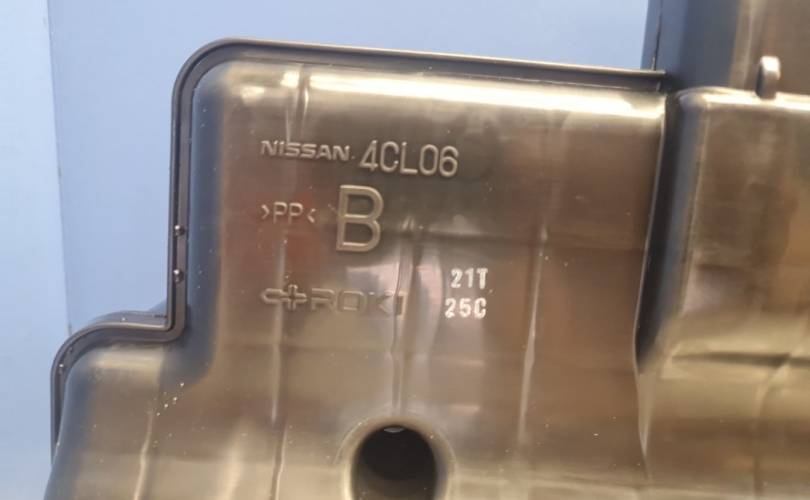 NISSAN 4CL06
>PP< B
ROKI
21T
25C